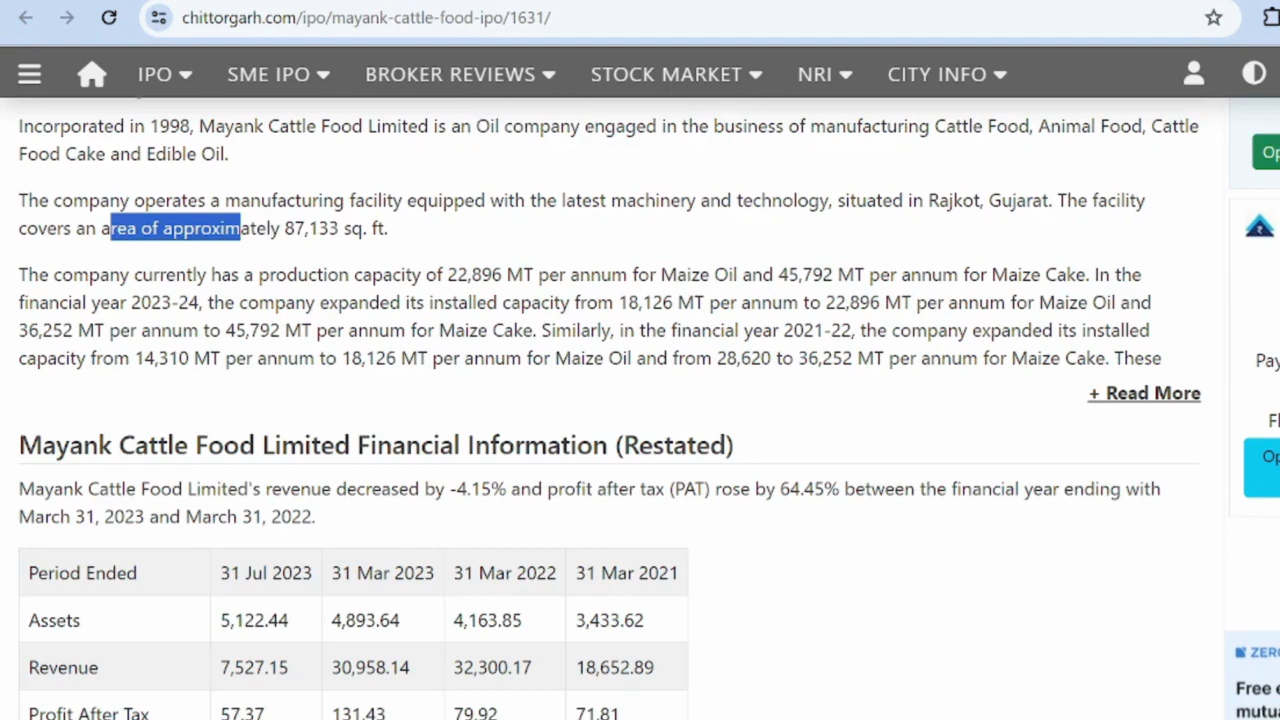 chittorgarh.com/ipo/mayank-cattle-food-ipo/1631/
IPO SME IPO BROKER REVIEWS STOCK MARKET NRI CITY INFO
Incorporated in 1998, Mayank Cattle Food Limited is an Oil company engaged in the business of manufacturing Cattle Food, Animal Food, Cattle
Food Cake and Edible Oil.
The company operates a manufacturing facility equipped with the latest machinery and technology, situated in Rajkot, Gujarat. The facility
covers an area of approximately 87,133 sq. ft.
The company currently has a production capacity of 22,896 MT per annum for Maize Oil and 45,792 MT per annum for Maize Cake. In the
financial year 2023-24, the company expanded its installed capacity from 18,126 MT per annum to 22,896 MT per annum for Maize Oil and
36,252 MT per annum to 45,792 MT per annum for Maize Cake. Similarly, in the financial year 2021-22, the company expanded its installed
capacity from 14,310 MT per annum to 18,126 MT per annum for Maize Oil and from 28,620 to 36,252 MT per annum for Maize Cake. These
+ Read More
Mayank Cattle Food Limited Financial Information (Restated)
Mayank Cattle Food Limited's revenue decreased by -4.15% and profit after tax (PAT) rose by 64.45% between the financial year ending with
March 31, 2023 and March 31, 2022.
Period Ended 31 Jul 2023 31 Mar 2023 31 Mar 2022 31 Mar 2021
Assets 5,122.44 4,893.64 4,163.85 3,433.62
Revenue 7,527.15 30,958.14 32,300.17 18,652.89
Profit After Tax 57.37 131.43 79.92 71.81
Op
Pay
Fl
Op
ZERO
Free e
mutua